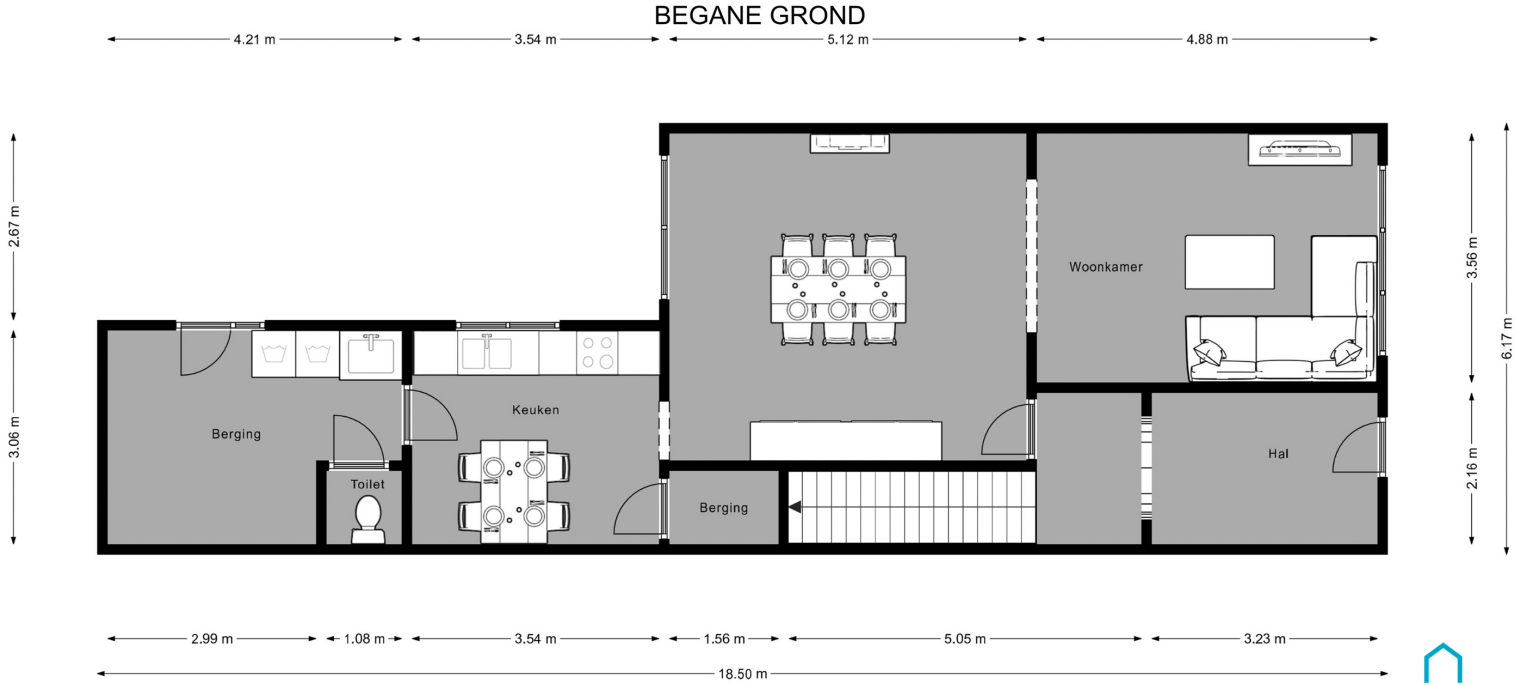 BEGANE GROND
4.21 m
3.54 m
5.12 m
4.88 m
2.67 m
3.56 m
6.17 m
Woonkamer
Keuken
Berging
3.06 m
Hal
2.16 m
Toilet
Berging
2.99 m
1.08 m
3.54 m
1.56 m
5.05 m
3.23 m
18.50 m